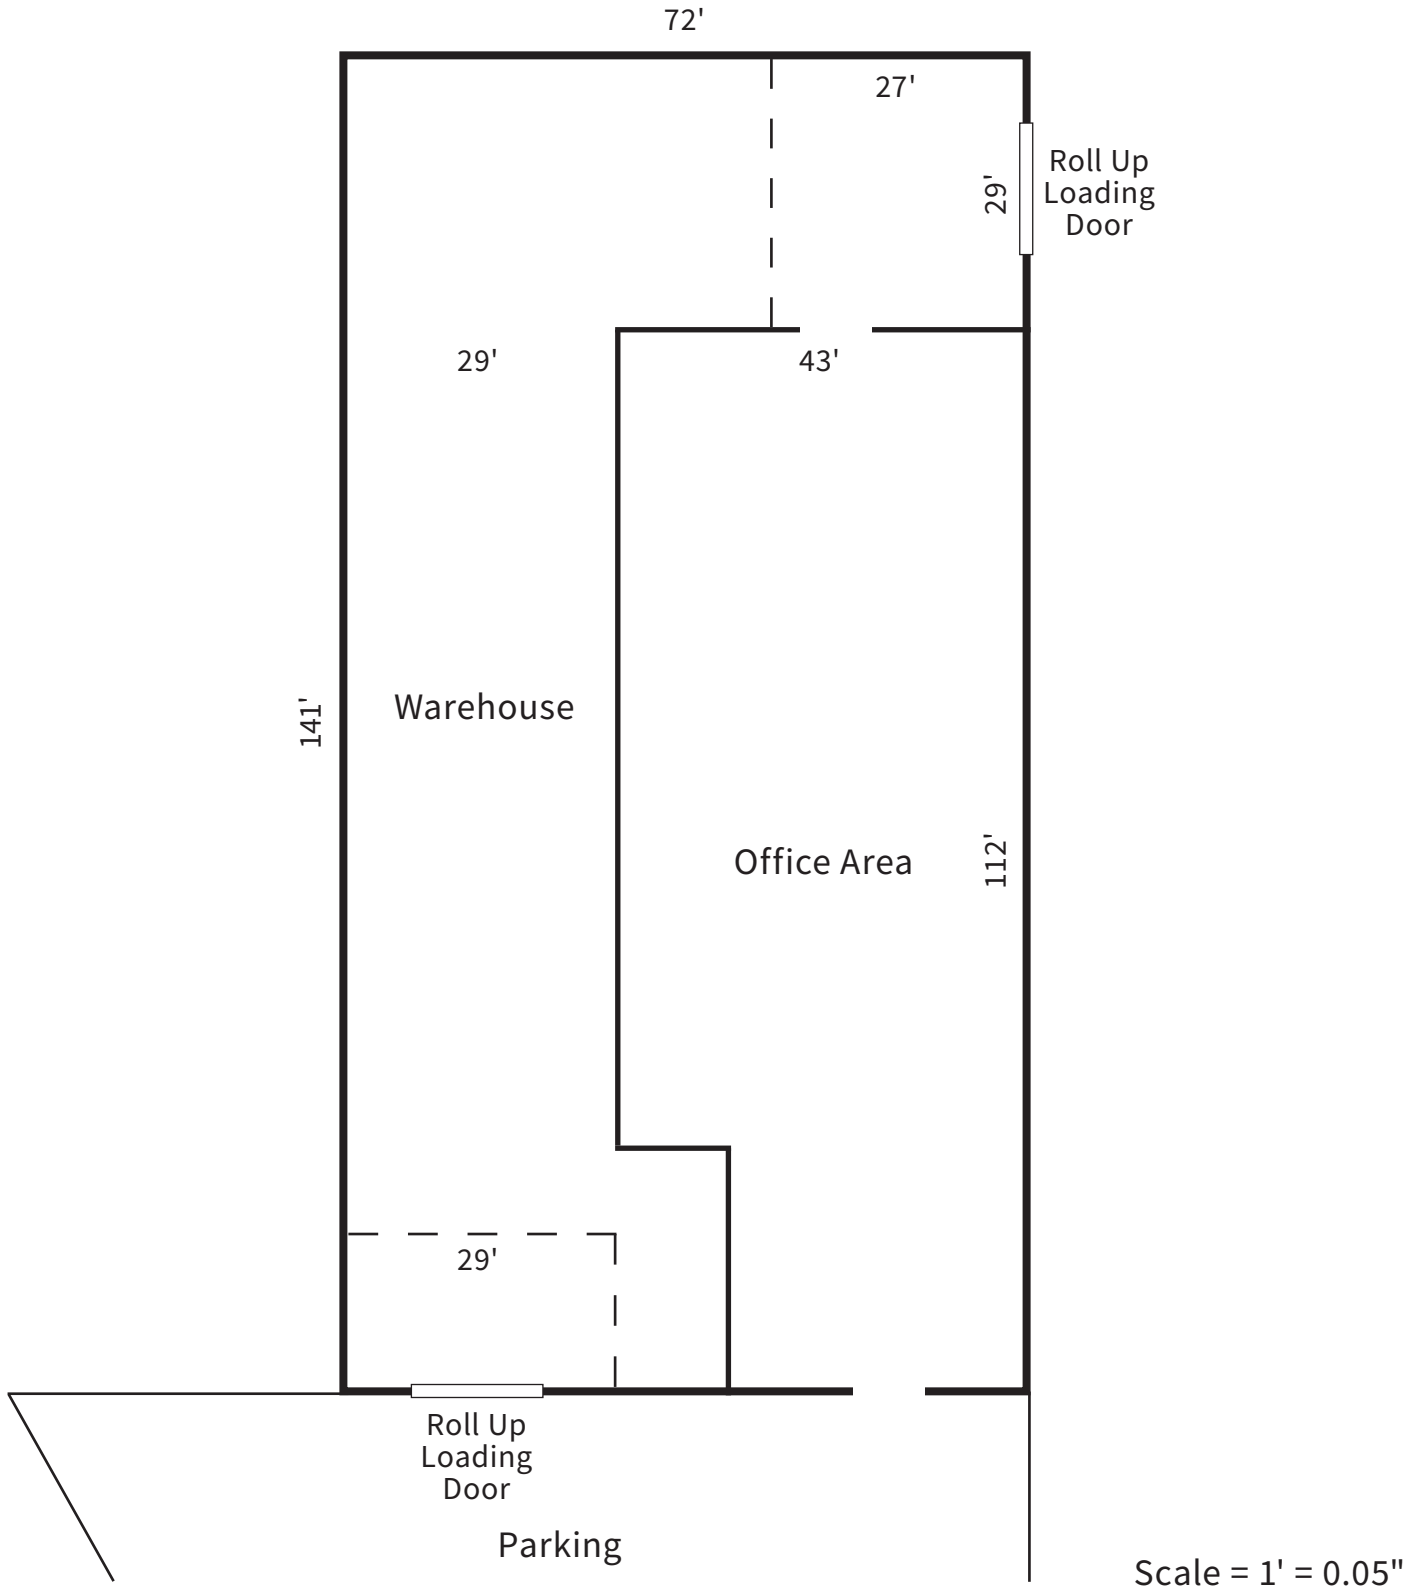 72'
27'
Roll Up
Loading
Door
29'
29'
43'
Warehouse
141'
Office Area
112'
29'
Roll Up
Loading
Door
Parking
Scale = 1' = 0.05"